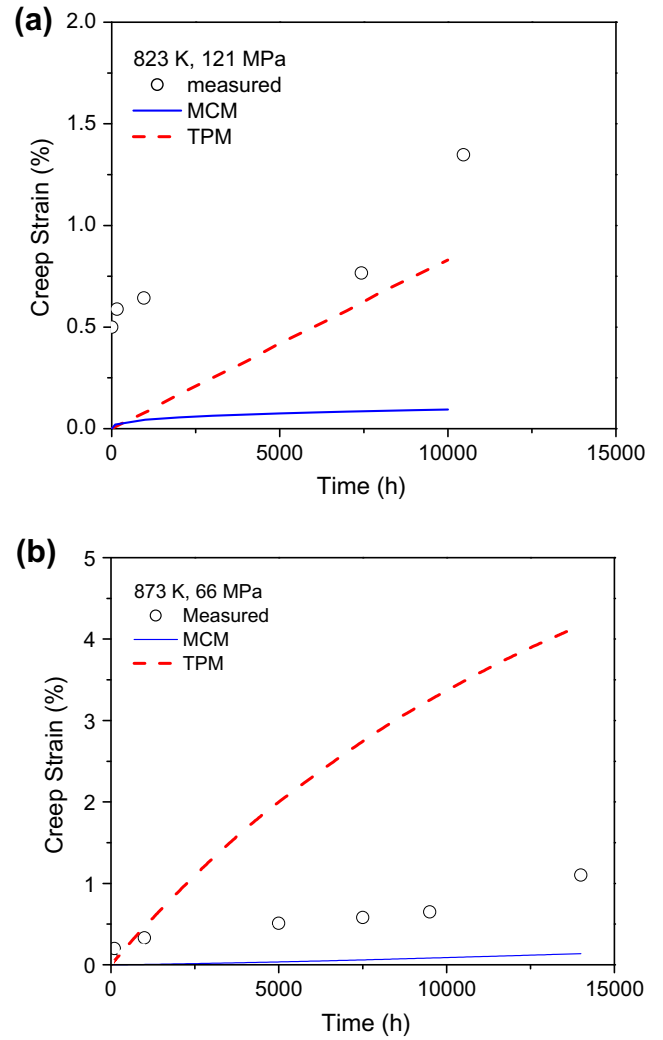 (a)
2.0
1.5
1.0
0.5
0.0
Creep Strain (%)
823 K, 121 MPa
measured
MCM
TPM
0
5000
10000
15000
Time (h)
(b)
5
4
3
2
1
0
Creep Strain (%)
873 K, 66 MPa
Measured
MCM
TPM
0
5000
10000
15000
Time (h)